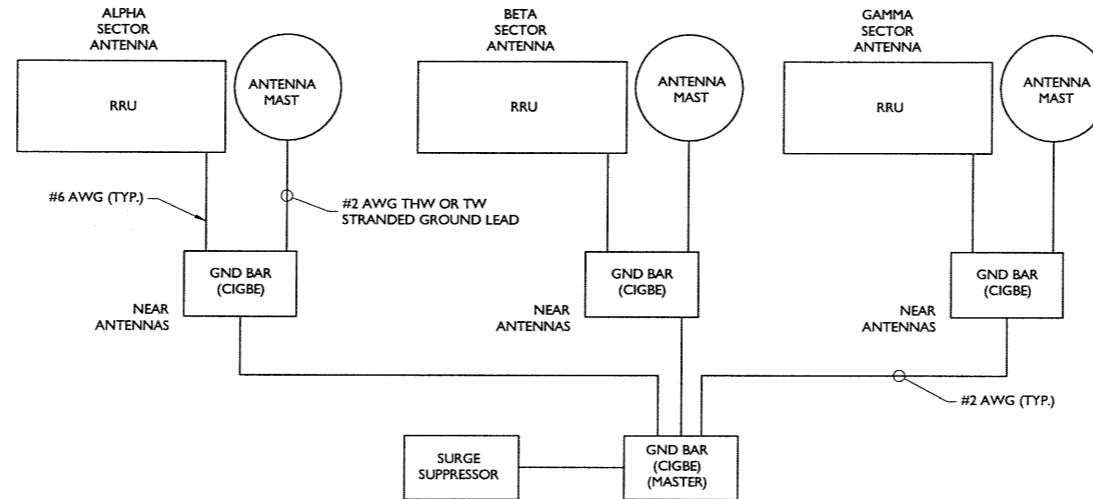 ALPHA
SECTOR
ANTENNA
BETA
SECTOR
ANTENNA
GAMMA
SECTOR
ANTENNA
RRU
ANTENNA
MAST
RRU
ANTENNA
MAST
RRU
ANTENNA
MAST
#6 AWG (TYP.)
#2 AWG THW OR TW
STRANDED GROUND LEAD
GND BAR
(CIGBE)
NEAR
ANTENNAS
GND BAR
(CIGBE)
NEAR
ANTENNAS
GND BAR
(CIGBE)
NEAR
ANTENNAS
#2 AWG (TYP.)
SURGE
SUPPRESSOR
GND BAR
(CIGBE)
(MASTER)